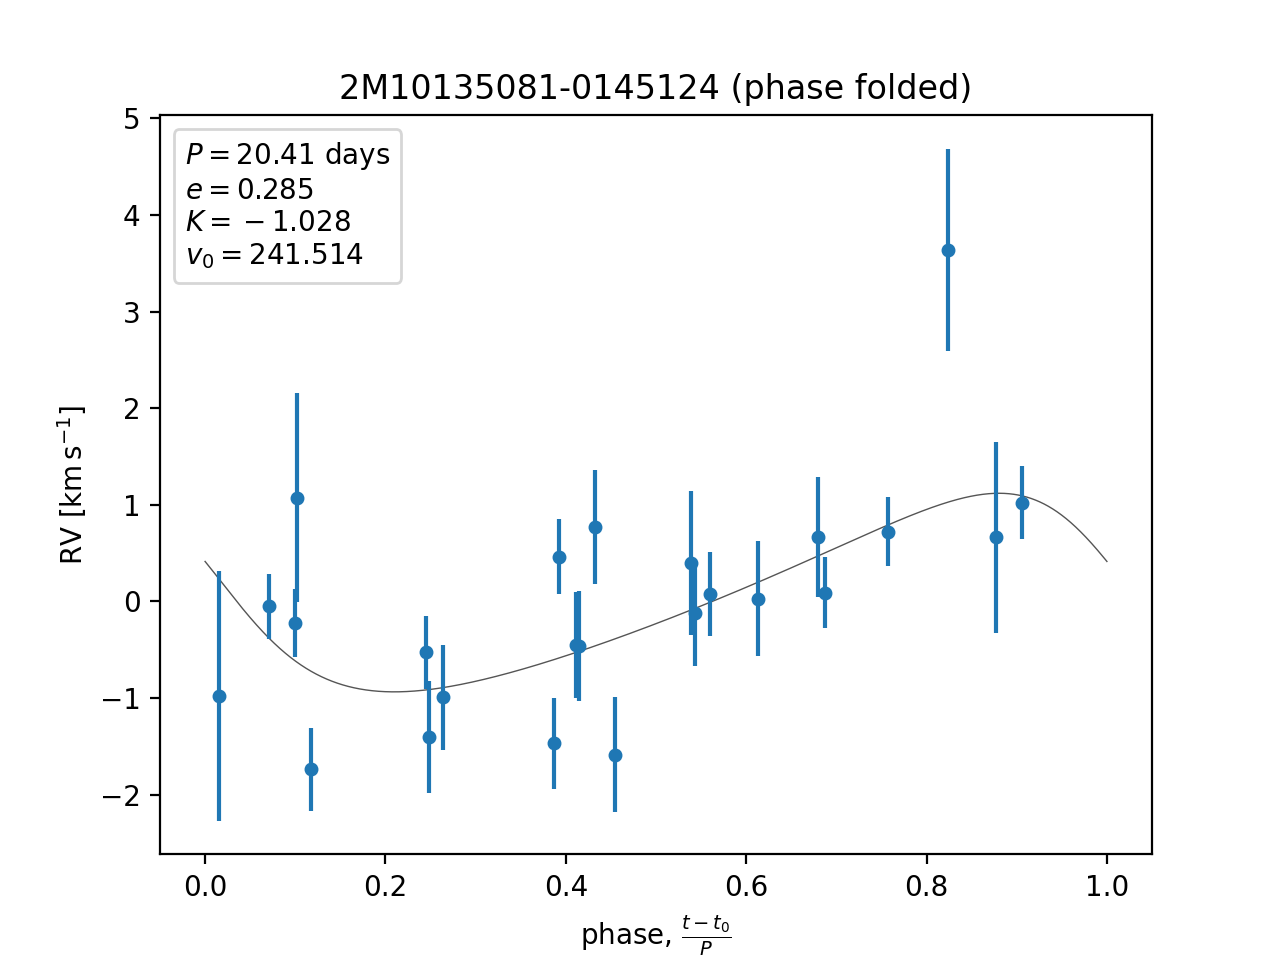 2M10135081-0145124 (phase folded)
P = 20.41 days
e = 0.285
K = −1.028
v₀ = 241.514
5
4
3
2
1
0
−1
−2
RV [km s⁻¹]
0.0 0.2 0.4 0.6 0.8 1.0
phase, (t − t₀)/P